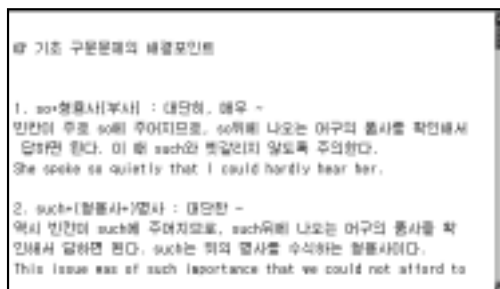 ☞ 기초 구문문제의 해결포인트
1. so+형용사[부사] : 대단히, 매우 ~
빈칸이 주로 so에 주어지므로, so뒤에 나오는 어구의 품사를 확인해서
답하면 된다. 이 때 such와 헷갈리지 않도록 주의한다.
She spoke so quietly that I could hardly hear her.
2. such+(형용사+)명사 : 대단한 ~
역시 빈칸이 such에 주어지므로, such뒤에 나오는 어구의 품사를 확
인해서 답하면 된다. such는 뒤의 명사를 수식하는 형용사이다.
This issue was of such importance that we could not afford to